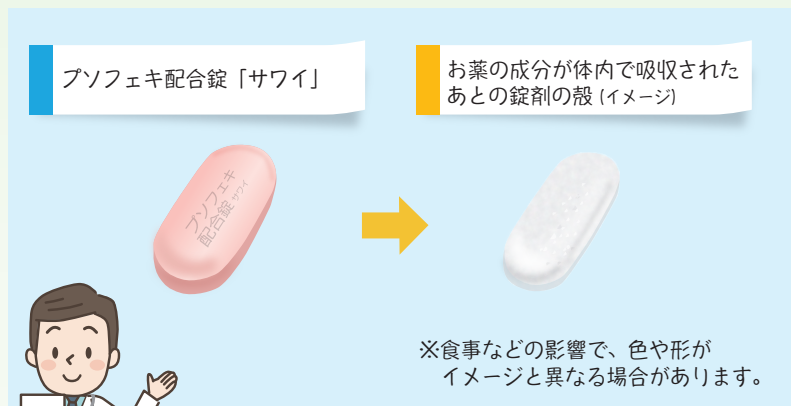 プソフェキ配合錠「サワイ」
お薬の成分が体内で吸収された
あとの錠剤の殻 (イメージ)
プソフェキ
配合錠 サワイ
※食事などの影響で、色や形が
イメージと異なる場合があります。